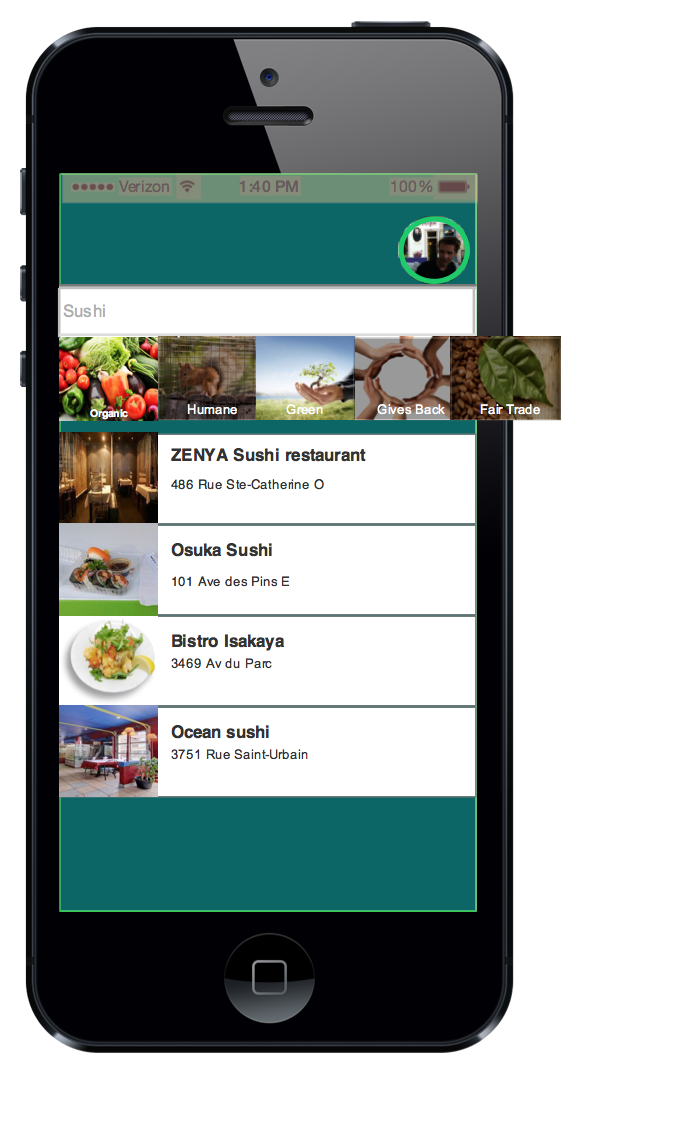 Verizon 1:40 PM 100%
Sushi
Organic Humane Green Gives Back Fair Trade
ZENYA Sushi restaurant
486 Rue Ste-Catherine O
Osuka Sushi
101 Ave des Pins E
Bistro Isakaya
3469 Av du Parc
Ocean sushi
3751 Rue Saint-Urbain